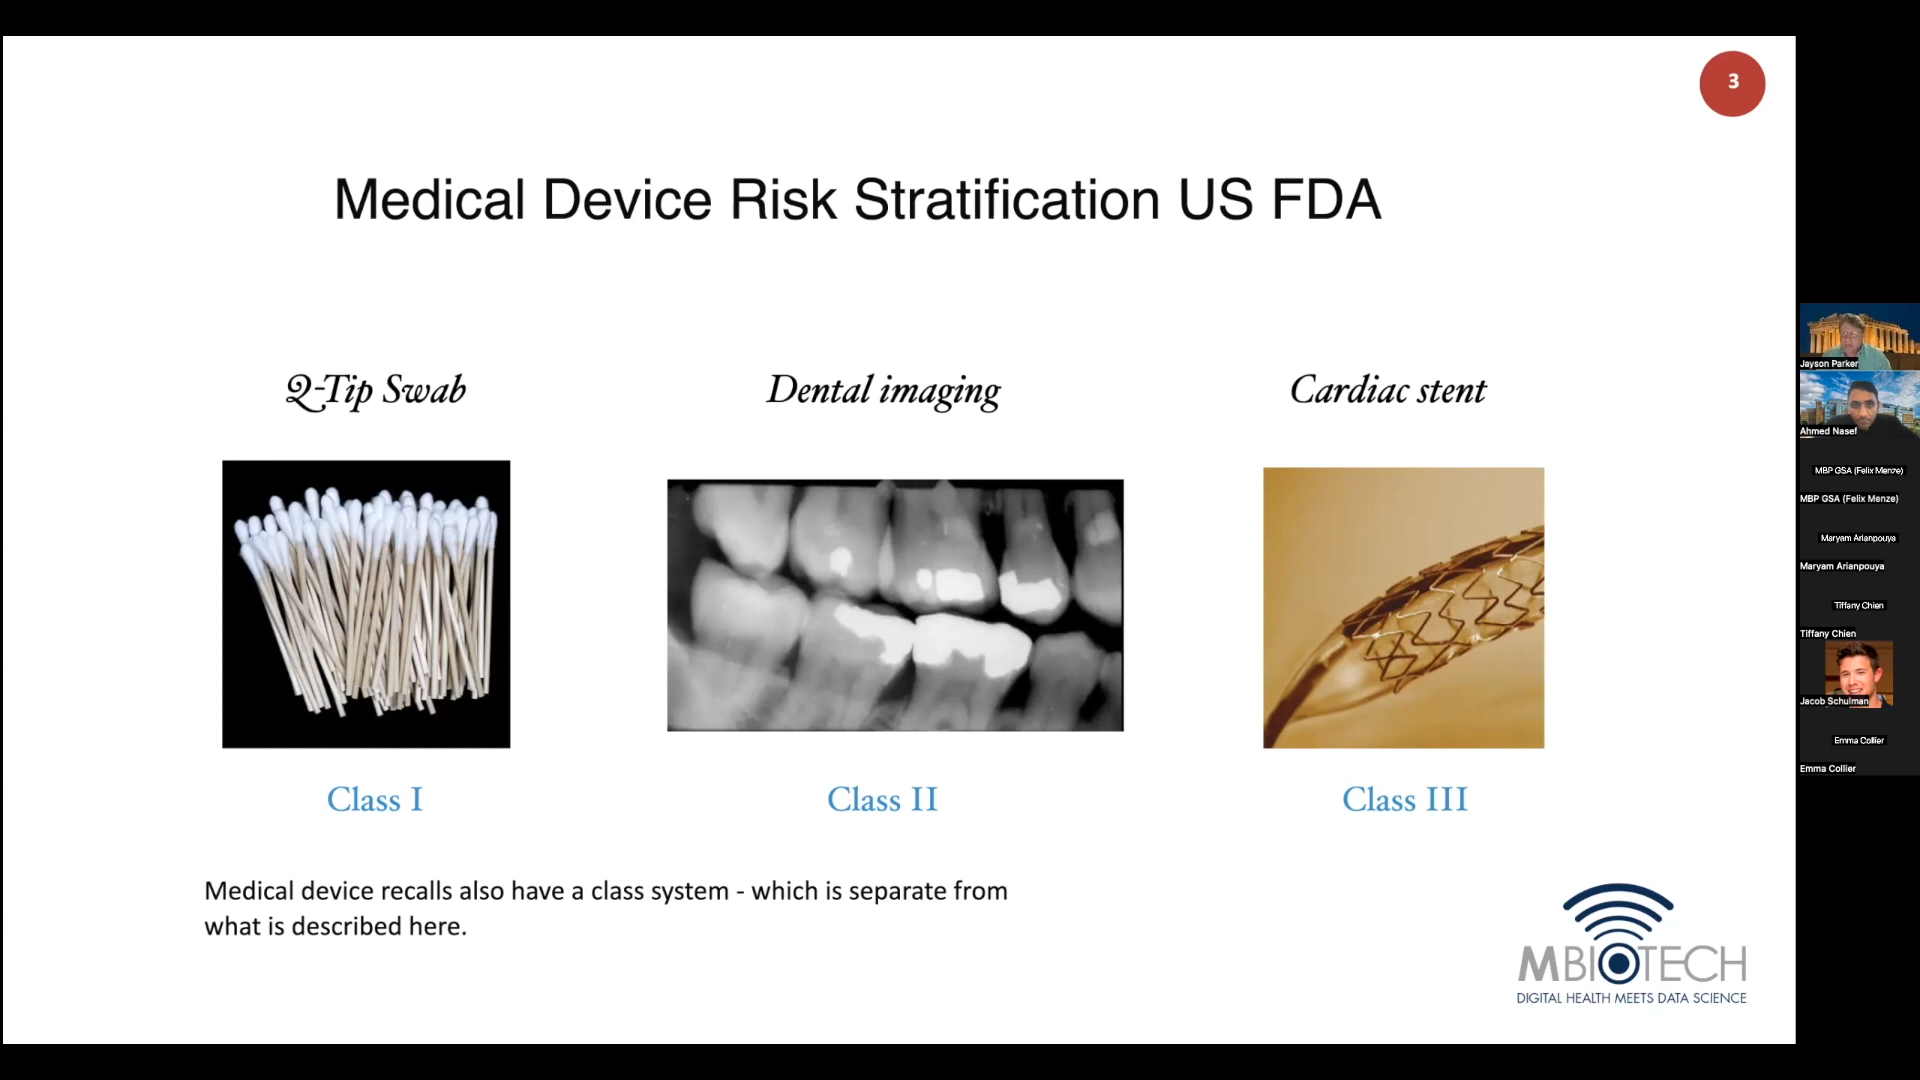 3
Medical Device Risk Stratification US FDA
Q-Tip Swab
Dental imaging
Cardiac stent
Class I
Class II
Class III
Medical device recalls also have a class system - which is separate from
what is described here.
MBIOTECH
DIGITAL HEALTH MEETS DATA SCIENCE
Jayson Parker
Ahmed Nasef
MBP GSA (Felix Menze)
MBP GSA (Felix Menze)
Maryam Arianpouya
Maryam Arianpouya
Tiffany Chien
Tiffany Chien
Jacob Schulman
Emma Collier
Emma Collier